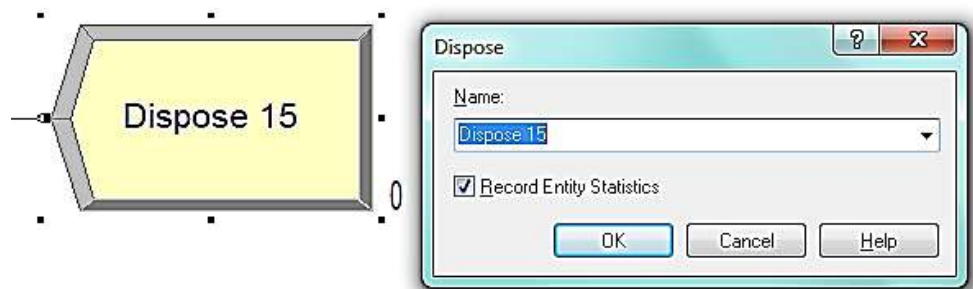 Dispose 15
0
Dispose
?
Name:
Dispose 15
Record Entity Statistics
OK
Cancel
Help